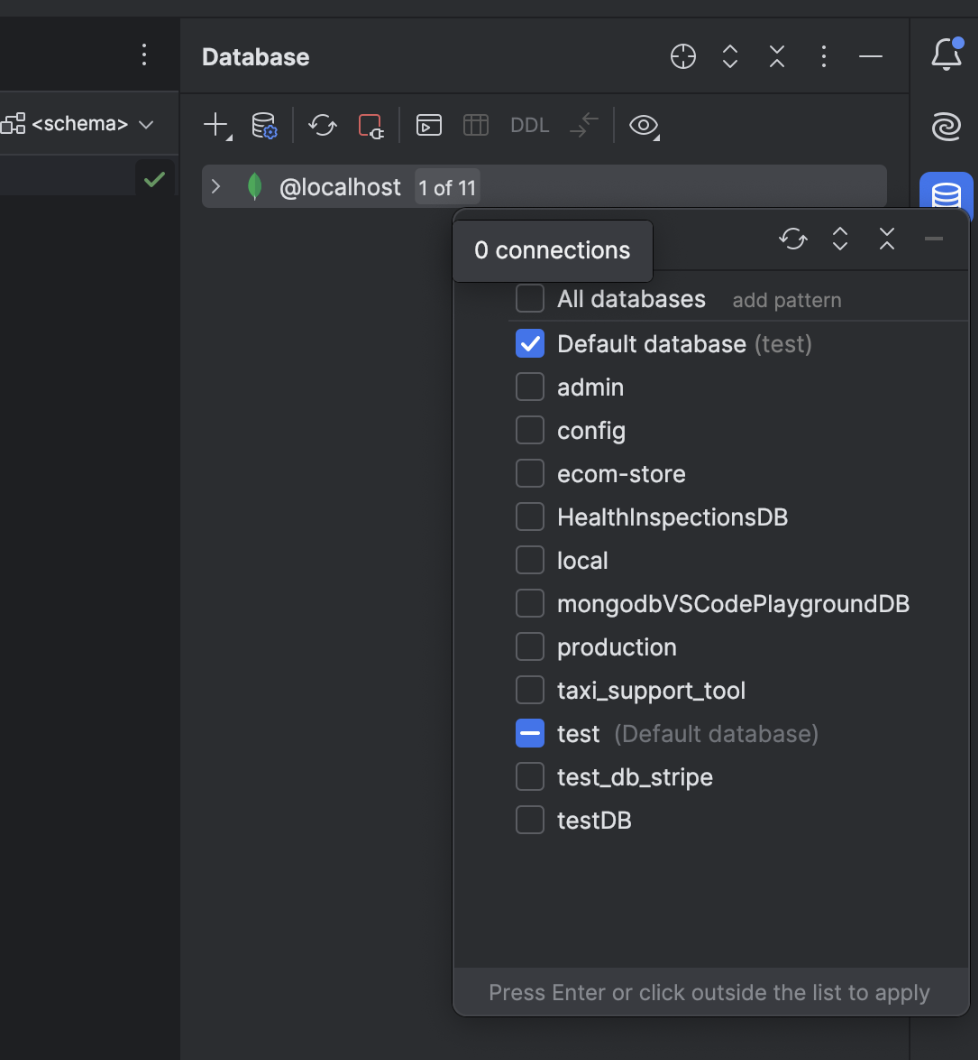 Database
<schema>
DDL
@localhost 1 of 11
0 connections
All databases add pattern
Default database (test)
admin
config
ecom-store
HealthInspectionsDB
local
mongodbVSCodePlaygroundDB
production
taxi_support_tool
test (Default database)
test_db_stripe
testDB
Press Enter or click outside the list to apply